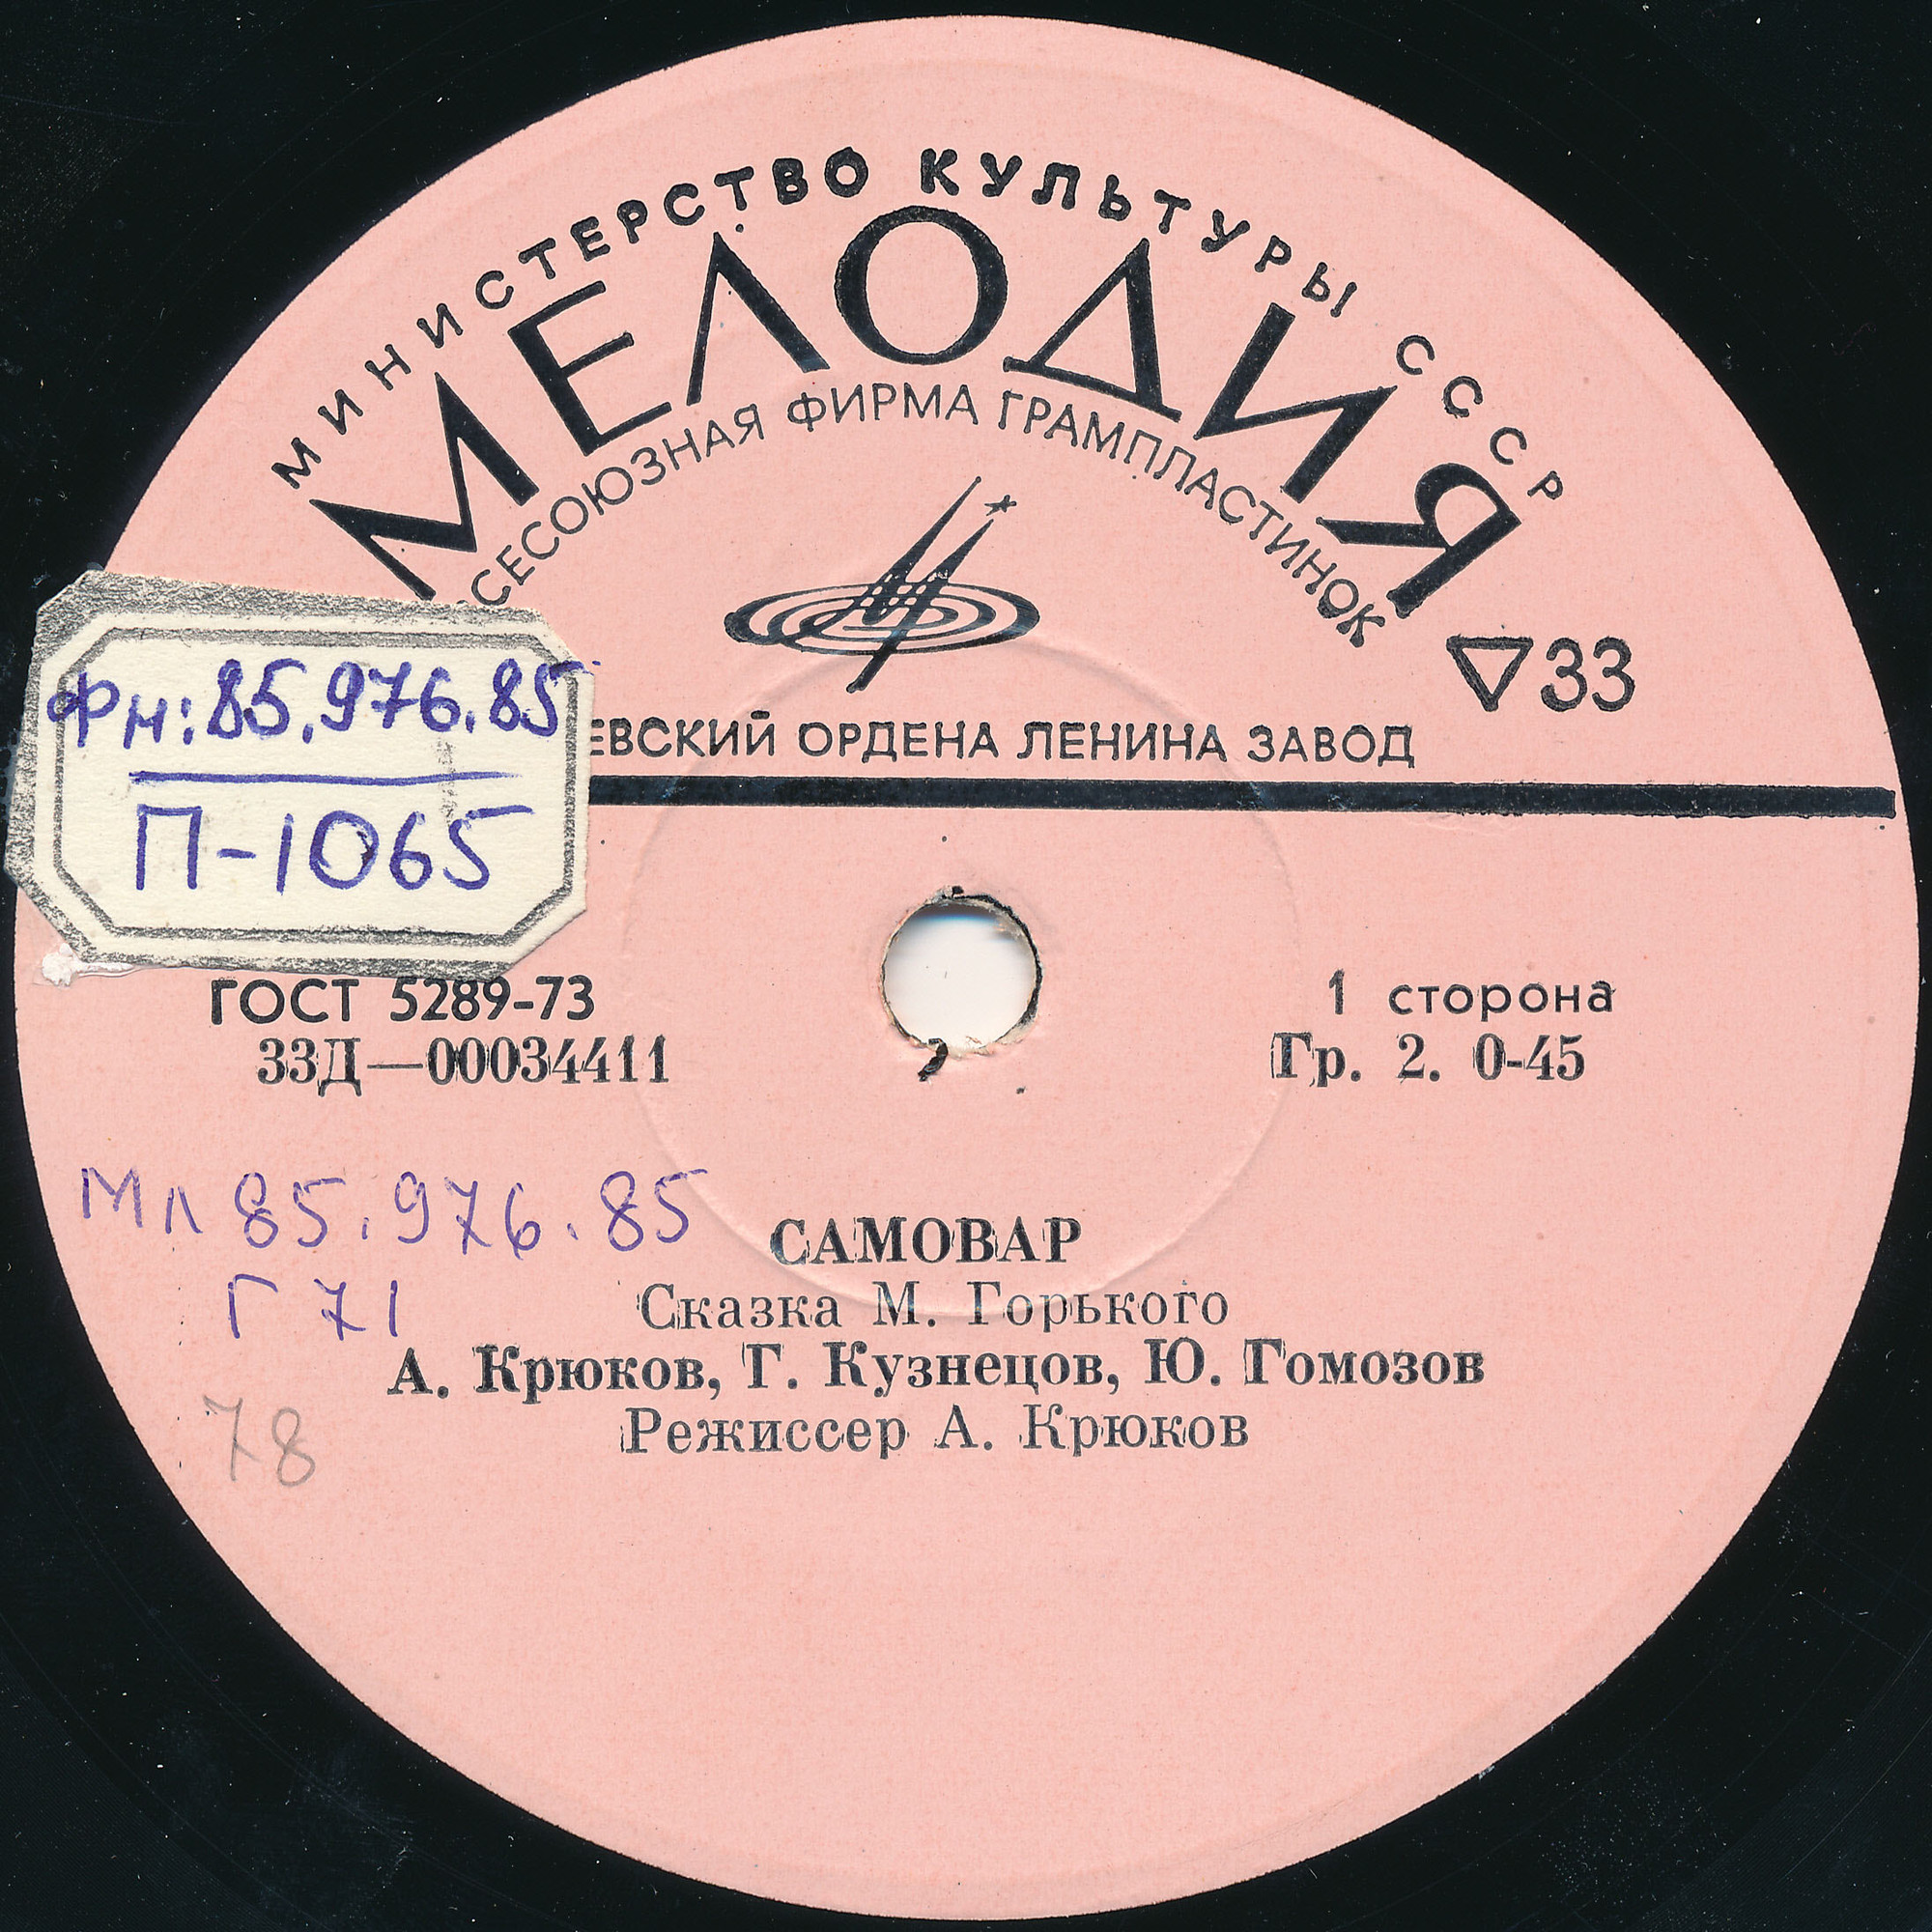 МИНИСТЕРСТВО КУЛЬТУРЫ СССР
МЕЛОДИЯ
СЕСОЮЗНАЯ ФИРМА ГРАМПЛАСТИНОК
33
ЕВСКИЙ ОРДЕНА ЛЕНИНА ЗАВОД
Фн: 85.976.85
П-1065
ГОСТ 5289-73
1 сторона
33Д—00034411
Гр. 2. 0-45
Мл 85.976.85
Г 71
78
САМОВАР
Сказка М. Горького
А. Крюков, Г. Кузнецов, Ю. Гомозов
Режиссер А. Крюков